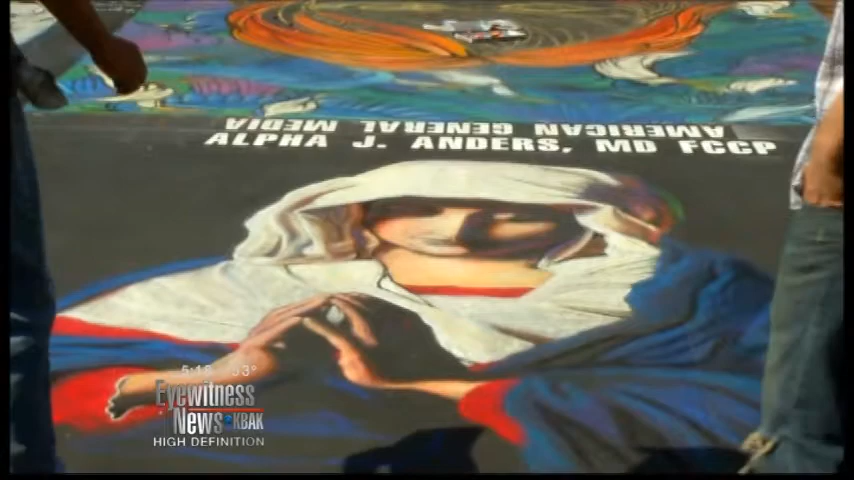 AMERICAN GENERAL MEDIA
ALPHA J. ANDERS, MD FCCP
Eyewitness
News KBAK
HIGH DEFINITION